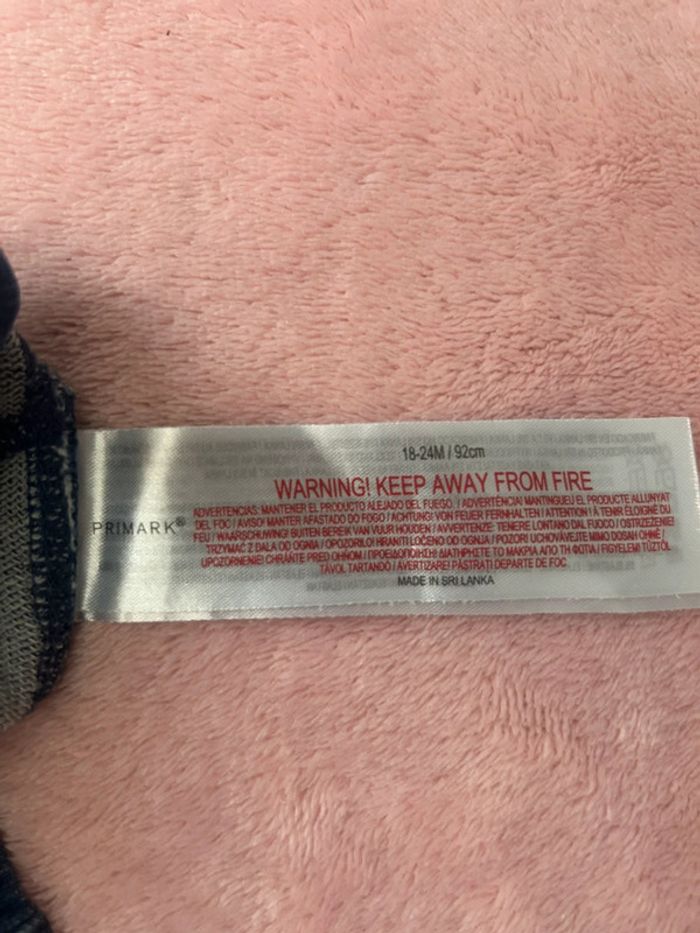 18-24M / 92cm
WARNING! KEEP AWAY FROM FIRE
PRIMARK®
ADVERTENCIAS: MANTENER EL PRODUCTO ALEJADO DEL FUEGO. / ADVERTÈNCIA! MANTINGUEU EL PRODUCTE ALLUNYAT
DEL FOC / AVISO! MANTER AFASTADO DO FOGO / ACHTUNG! VON FEUER FERNHALTEN / ATTENTION ! À TENIR ÉLOIGNÉ DU
FEU / WAARSCHUWING! BUITEN BEREIK VAN VUUR HOUDEN / AVVERTENZE: TENERE LONTANO DAL FUOCO / OSTRZEŻENIE!
TRZYMAĆ Z DALA OD OGNIA / OPOZORILO! HRANITI LOČENO OD OGNJA / POZOR! UCHOVÁVEJTE MIMO DOSAH OHNĚ /
UPOZORNENIE! CHRÁŇTE PRED OHŇOM / ΠΡΟΕΙΔΟΠΟΙΗΣΗ! ΔΙΑΤΗΡΗΣΤΕ ΤΟ ΜΑΚΡΙΑ ΑΠΟ ΤΗ ΦΩΤΙΑ / FIGYELEM! TŰZTŐL
TÁVOL TARTANDÓ / AVERTIZARE! PĂSTRAȚI DEPARTE DE FOC.
MADE IN SRI LANKA